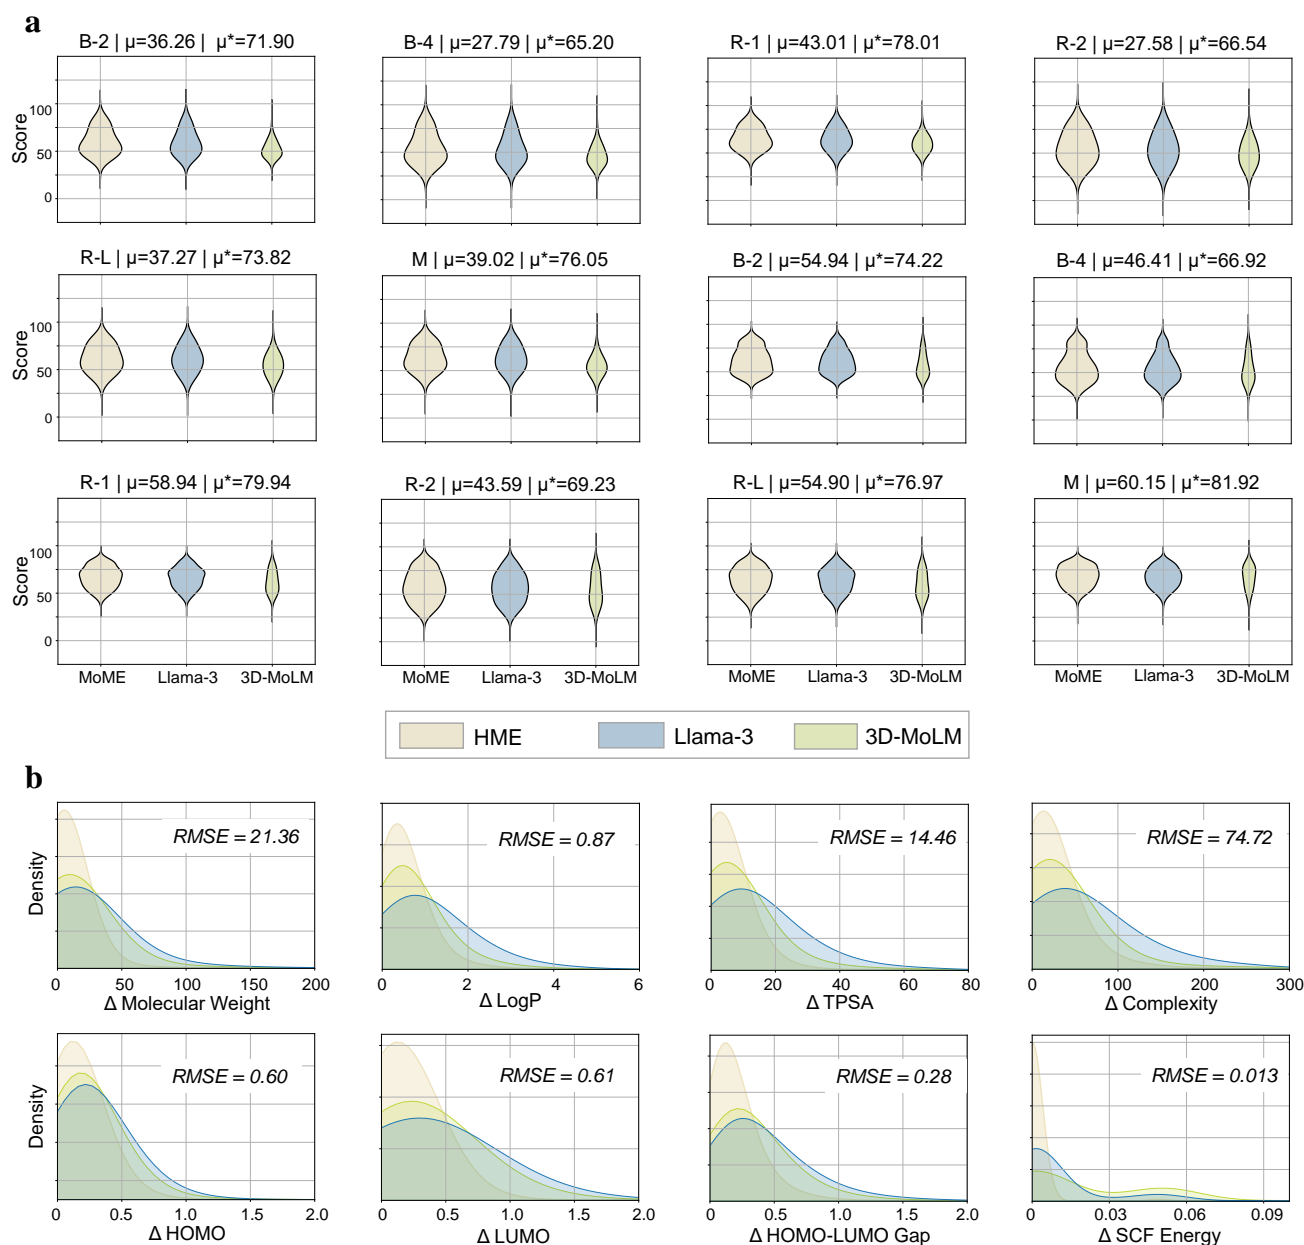 a
B-2 | μ=36.26 | μ*=71.90
B-4 | μ=27.79 | μ*=65.20
R-1 | μ=43.01 | μ*=78.01
R-2 | μ=27.58 | μ*=66.54
Score
100
50
0
R-L | μ=37.27 | μ*=73.82
M | μ=39.02 | μ*=76.05
B-2 | μ=54.94 | μ*=74.22
B-4 | μ=46.41 | μ*=66.92
Score
100
50
0
R-1 | μ=58.94 | μ*=79.94
R-2 | μ=43.59 | μ*=69.23
R-L | μ=54.90 | μ*=76.97
M | μ=60.15 | μ*=81.92
Score
100
50
0
MoME Llama-3 3D-MoLM
MoME Llama-3 3D-MoLM
MoME Llama-3 3D-MoLM
MoME Llama-3 3D-MoLM
HME Llama-3 3D-MoLM
b
Density
RMSE = 21.36
0 50 100 150 200
Δ Molecular Weight
RMSE = 0.87
0 2 4 6
Δ LogP
RMSE = 14.46
0 20 40 60 80
Δ TPSA
RMSE = 74.72
0 100 200 300
Δ Complexity
Density
RMSE = 0.60
0 0.5 1.0 1.5 2.0
Δ HOMO
RMSE = 0.61
0 0.5 1.0 1.5 2.0
Δ LUMO
RMSE = 0.28
0 0.5 1.0 1.5 2.0
Δ HOMO-LUMO Gap
RMSE = 0.013
0 0.03 0.06 0.09
Δ SCF Energy